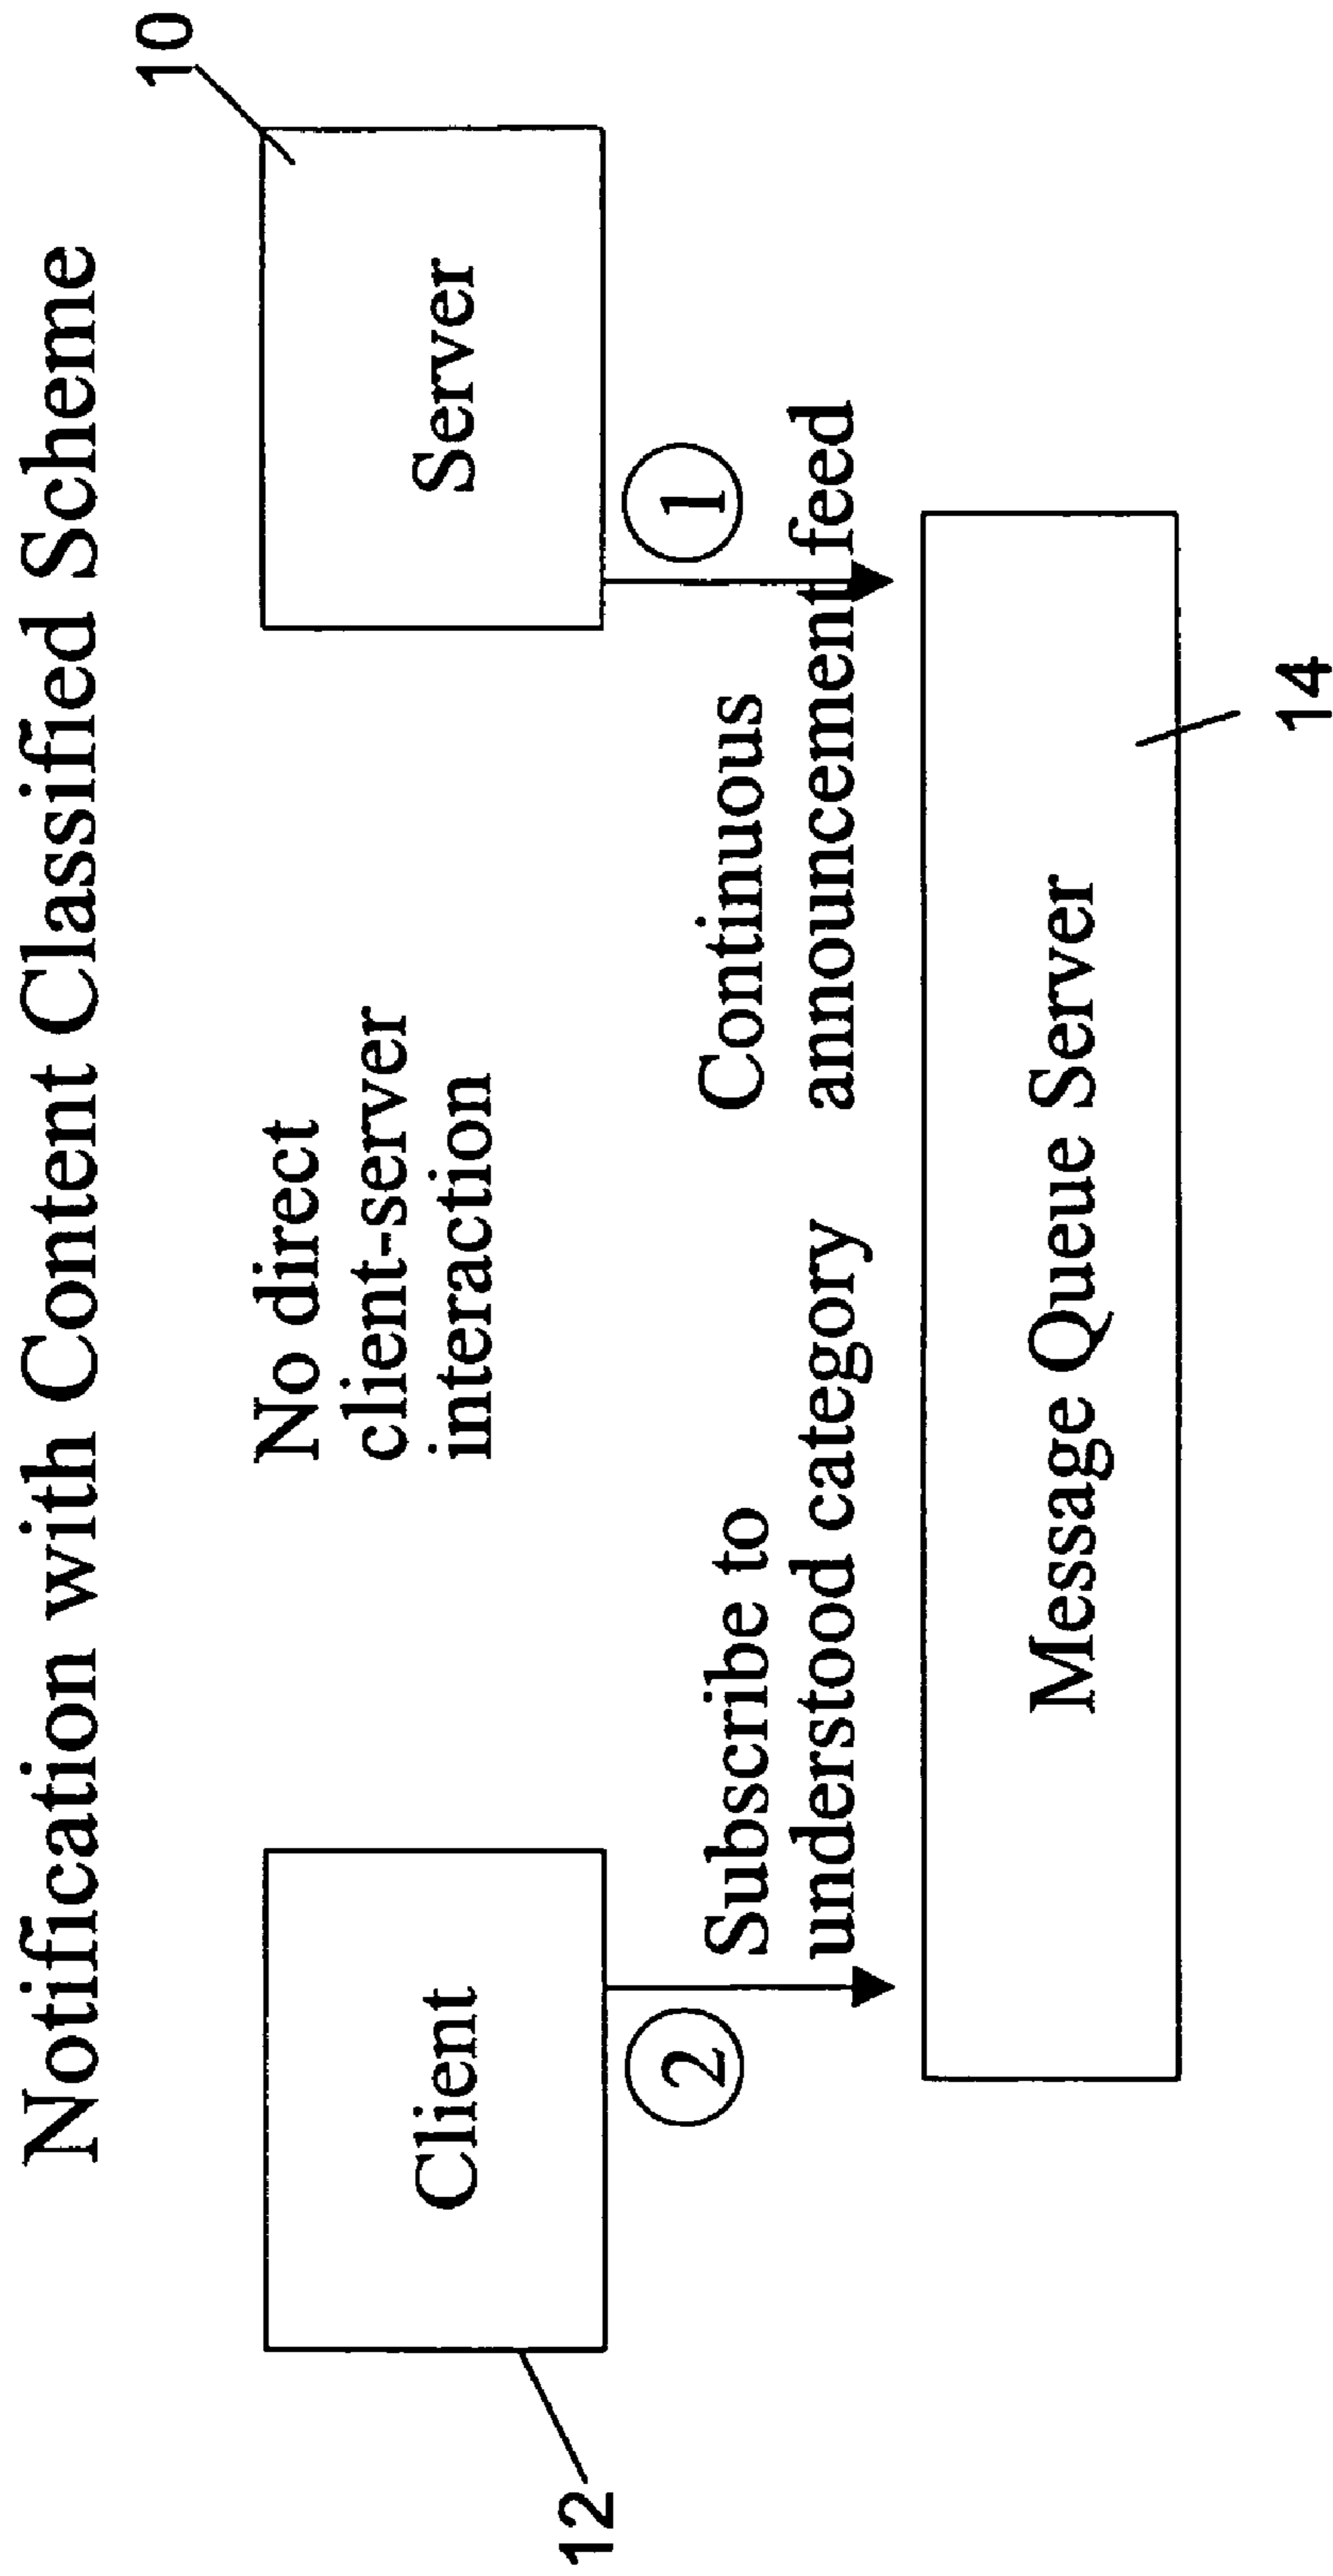 Notification with Content Classified Scheme
10
Client
No direct
client-server
interaction
Server
12
2
Subscribe to
understood category
1
Continuous
announcement feed
Message Queue Server
14